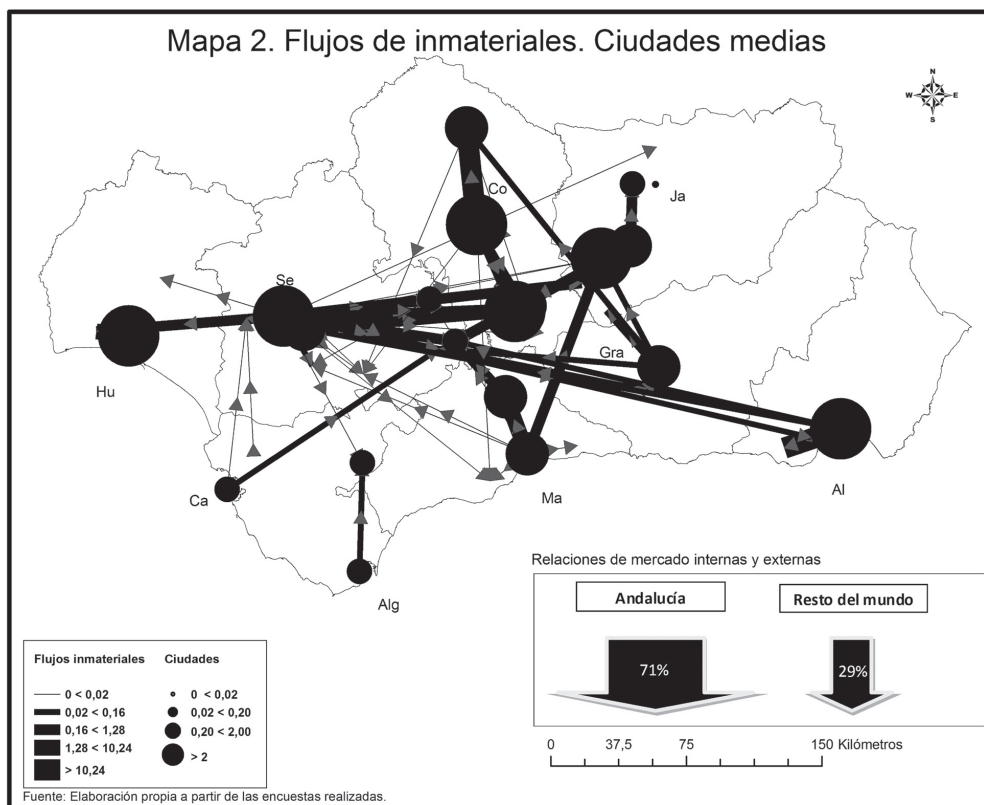 Mapa 2. Flujos de inmateriales. Ciudades medias
N
W E
S
Co
Ja
Se
Gra
Hu
Ca
Ma
Al
Alg
Relaciones de mercado internas y externas
Andalucía Resto del mundo
71% 29%
0 37,5 75 150 Kilómetros
Flujos inmateriales Ciudades
0 < 0,02 0 < 0,02
0,02 < 0,16 0,02 < 0,20
0,16 < 1,28 0,20 < 2,00
1,28 < 10,24 > 2
> 10,24
Fuente: Elaboración propia a partir de las encuestas realizadas.